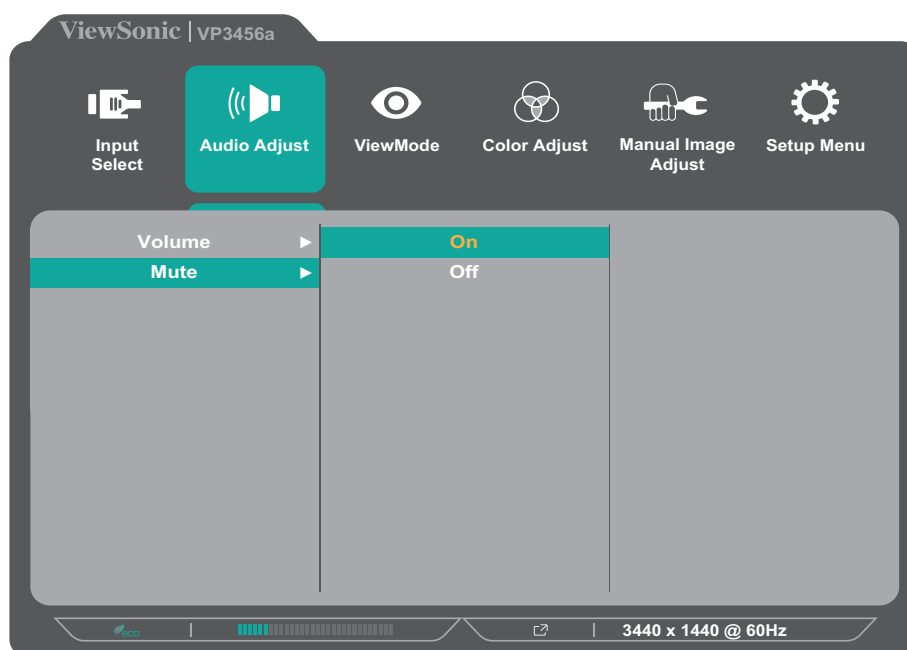 ViewSonic | VP3456a
Input
Select
Audio Adjust
ViewMode
Color Adjust
Manual Image
Adjust
Setup Menu
Volume ▶
On
Mute ▶
Off
3440 x 1440 @ 60Hz